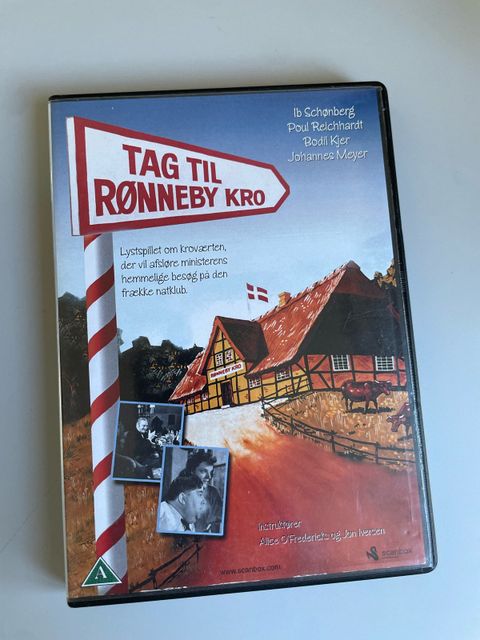 Ib Schønberg
Poul Reichhardt
Bodil Kjer
Johannes Meyer
TAG TIL
RØNNEBY KRO
Lystspillet om kroværten,
der vil afsløre ministerens
hemmelige besøg på den
frække natklub.
RØNNEBY KRO
Instruktører
Alice O'Fredericks og Jon Iversen
A
www.scanbox.com
scanbox